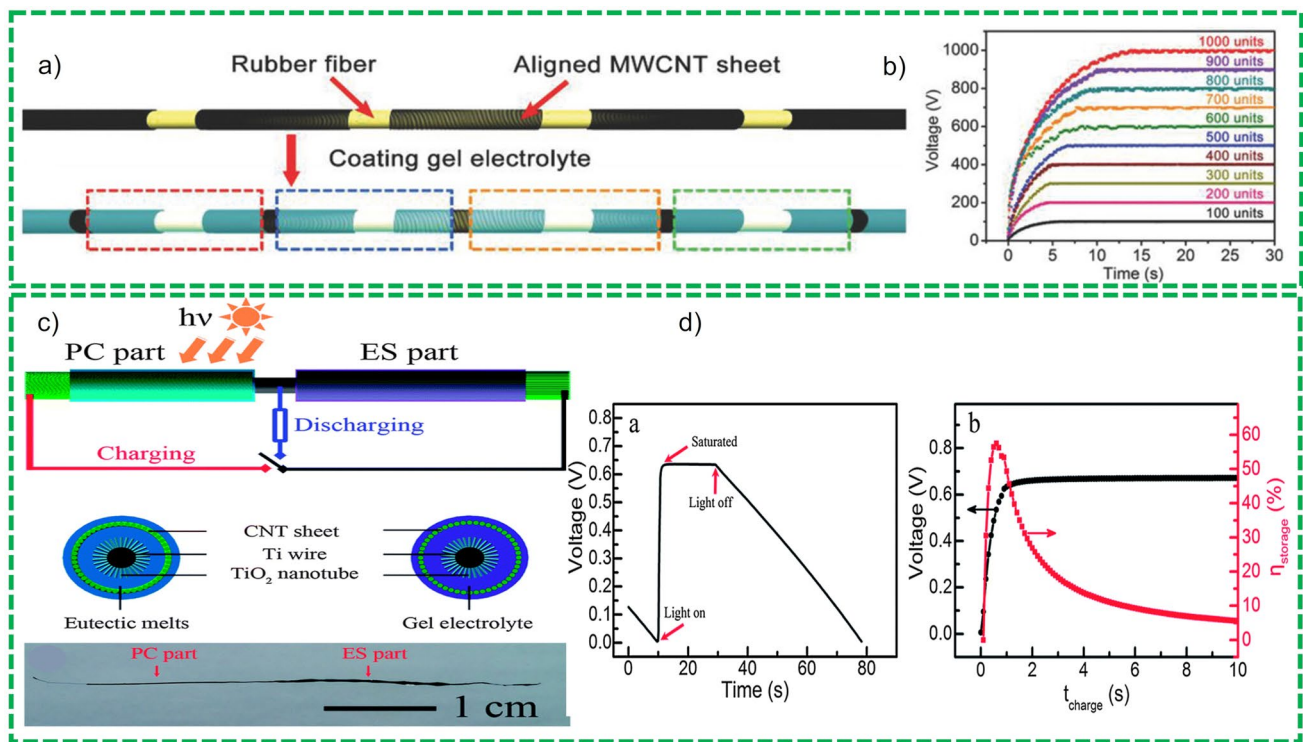 a)
Rubber fiber
Aligned MWCNT sheet
Coating gel electrolyte
b)
Voltage (V)
1000
800
600
400
200
0
1000 units
900 units
800 units
700 units
600 units
500 units
400 units
300 units
200 units
100 units
0 5 10 15 20 25 30
Time (s)
c)
hν
PC part
ES part
Discharging
Charging
CNT sheet
Ti wire
TiO₂ nanotube
Eutectic melts
Gel electrolyte
PC part
ES part
1 cm
d)
a
Voltage (V)
0.8
0.7
0.6
0.5
0.4
0.3
0.2
0.1
0.0
Saturated
Light off
Light on
0 20 40 60 80
Time (s)
b
Voltage (V)
0.8
0.6
0.4
0.2
0.0
60
50
40
30
20
10
0
ηstorage (%)
0 2 4 6 8 10
tcharge (s)